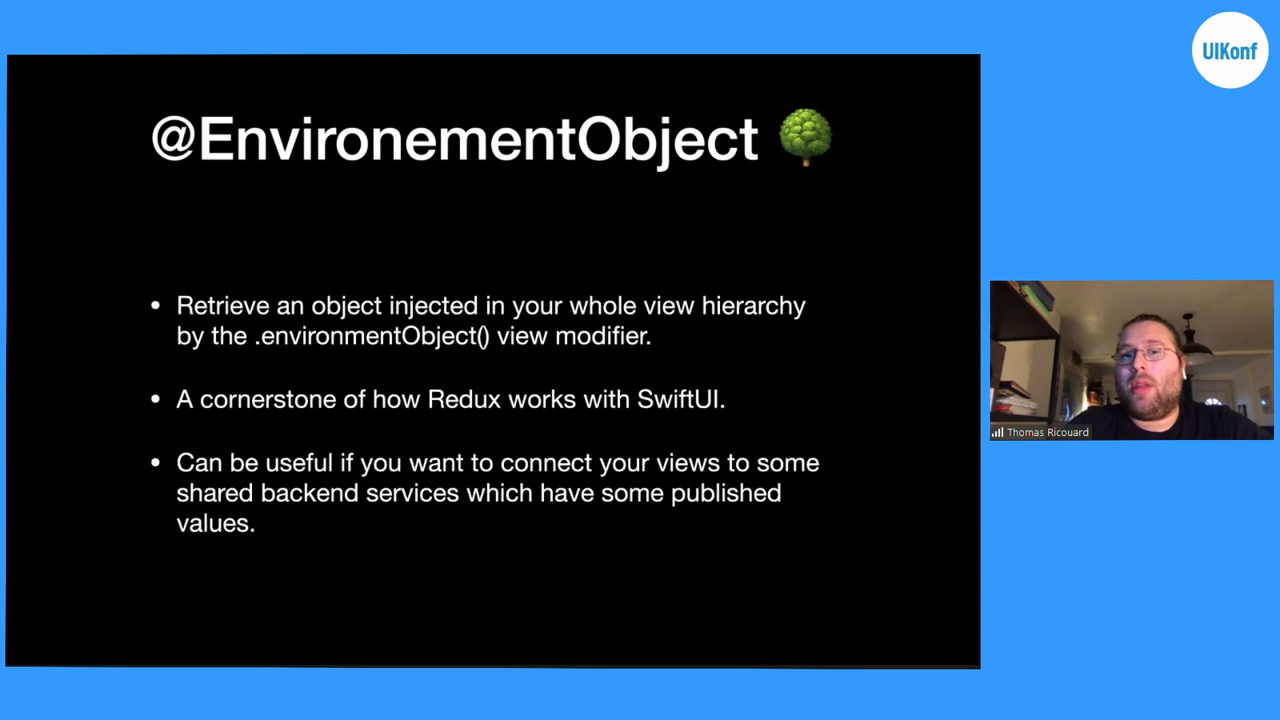 UIKonf
@EnvironementObject 🌳
• Retrieve an object injected in your whole view hierarchy
by the .environmentObject() view modifier.
• A cornerstone of how Redux works with SwiftUI.
• Can be useful if you want to connect your views to some
shared backend services which have some published
values.
Thomas Ricouard